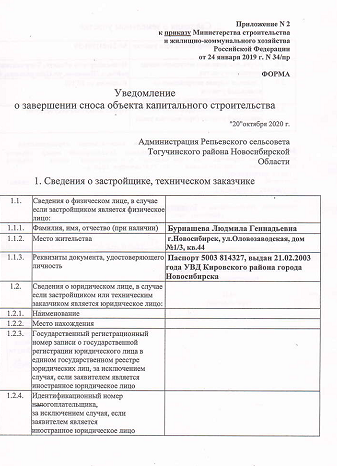 Приложение N 2
к приказу Министерства строительства
и жилищно-коммунального хозяйства
Российской Федерации
от 24 января 2019 г. N 34/пр
ФОРМА
Уведомление
о завершении сноса объекта капитального строительства
"20"октября 2020 г.
Администрация Репьевского сельсовета
Тогучинского района Новосибирской
Области
1. Сведения о застройщике, техническом заказчике
1.1. Сведения о физическом лице, в случае
если застройщиком является физическое
лицо:
1.1.1. Фамилия, имя, отчество (при наличии) Бурнашева Людмила Геннадьевна
1.1.2. Место жительства г.Новосибирск, ул.Оловозаводская, дом
№1/3, кв.44
1.1.3. Реквизиты документа, удостоверяющего Паспорт 5003 814327, выдан 21.02.2003
личность года УВД Кировского района города
Новосибирска
1.2. Сведения о юридическом лице, в случае
если застройщиком или техническим
заказчиком является юридическое лицо:
1.2.1. Наименование
1.2.2. Место нахождения
1.2.3. Государственный регистрационный
номер записи о государственной
регистрации юридического лица в
едином государственном реестре
юридических лиц, за исключением
случая, если заявителем является
иностранное юридическое лицо
1.2.4. Идентификационный номер
налогоплательщика,
за исключением случая, если
заявителем является
иностранное юридическое лицо